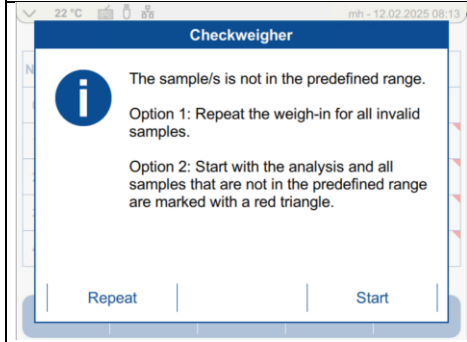 22 °C
mh - 12.02.2025 08:13
Checkweigher
N
The sample/s is not in the predefined range.
Option 1: Repeat the weigh-in for all invalid
samples.
Option 2: Start with the analysis and all
samples that are not in the predefined range
are marked with a red triangle.
Repeat
Start